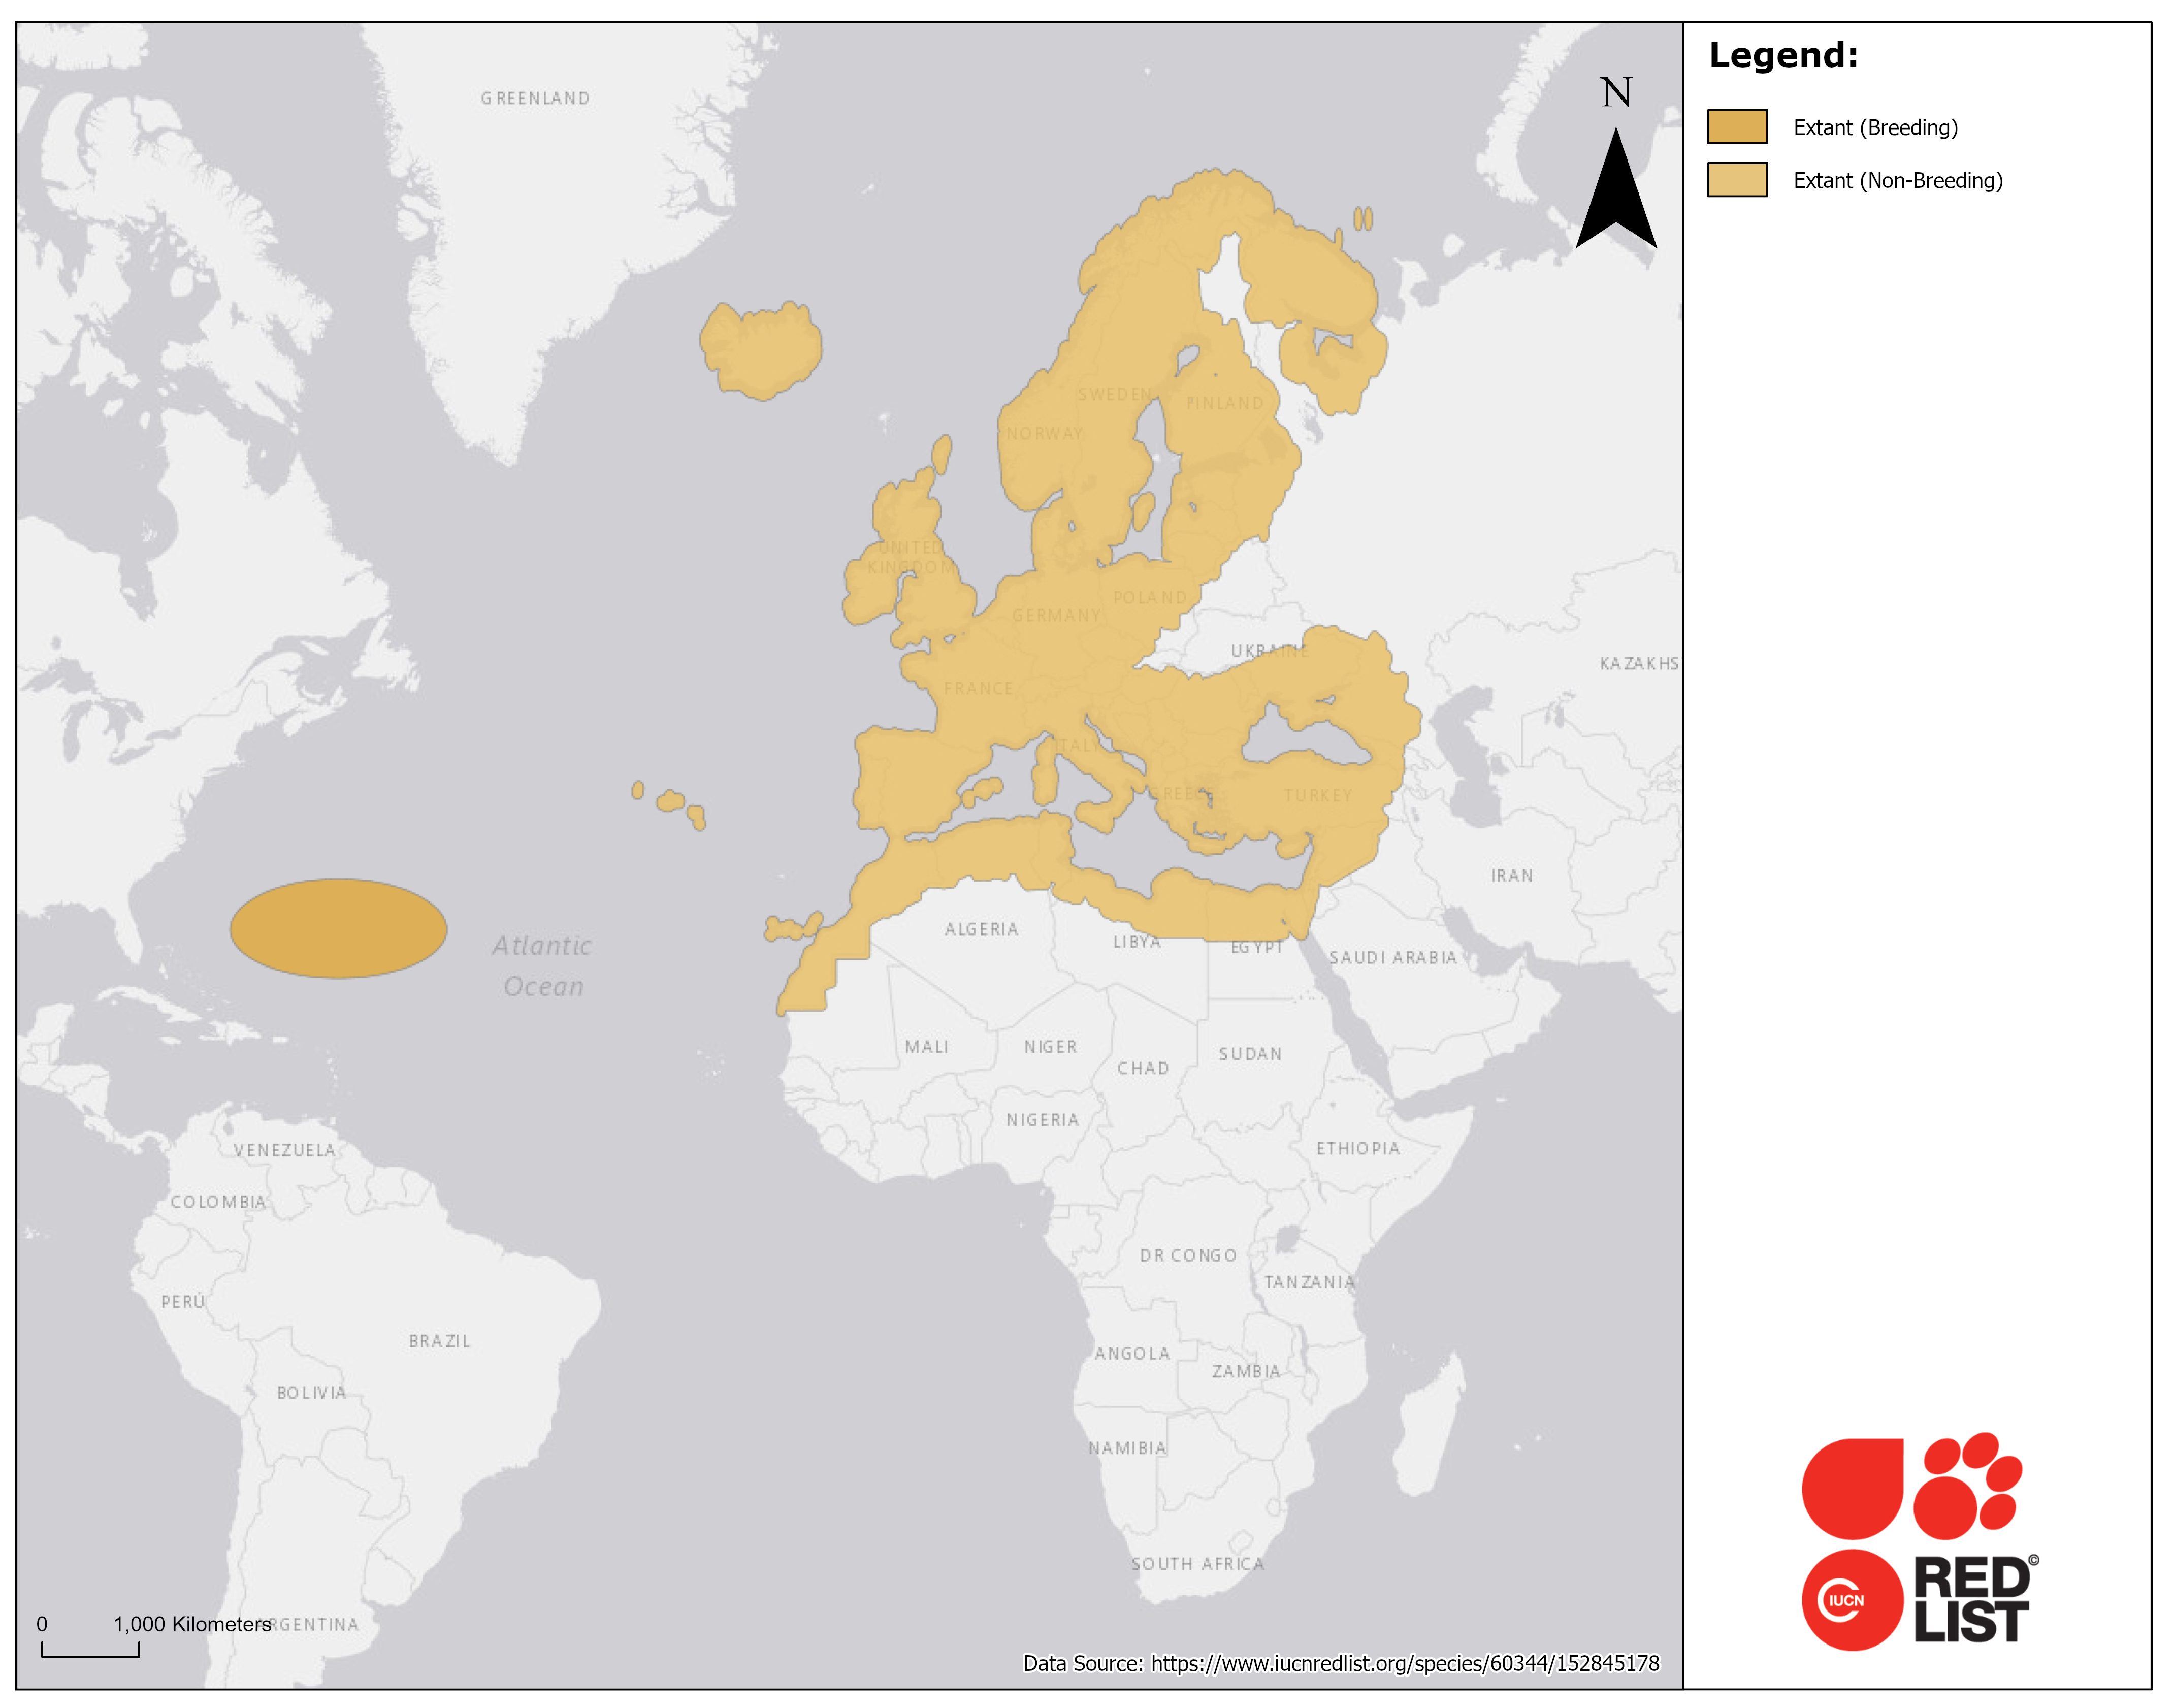 Legend:
Extant (Breeding)
Extant (Non-Breeding)
N
GREENLAND
SWEDEN
FINLAND
NORWAY
UNITED
KINGDOM
POLAND
GERMANY
UKRAINE
KAZAKHS
FRANCE
ITALY
GREECE
TURKEY
IRAN
ALGERIA
LIBYA
EGYPT
SAUDI ARABIA
Atlantic
Ocean
MALI
NIGER
CHAD
SUDAN
NIGERIA
ETHIOPIA
VENEZUELA
COLOMBIA
DR CONGO
TANZANIA
PERÚ
BRAZIL
ANGOLA
ZAMBIA
BOLIVIA
NAMIBIA
SOUTH AFRICA
ARGENTINA
0 1,000 Kilometers
Data Source: https://www.iucnredlist.org/species/60344/152845178
IUCN
RED©
LIST